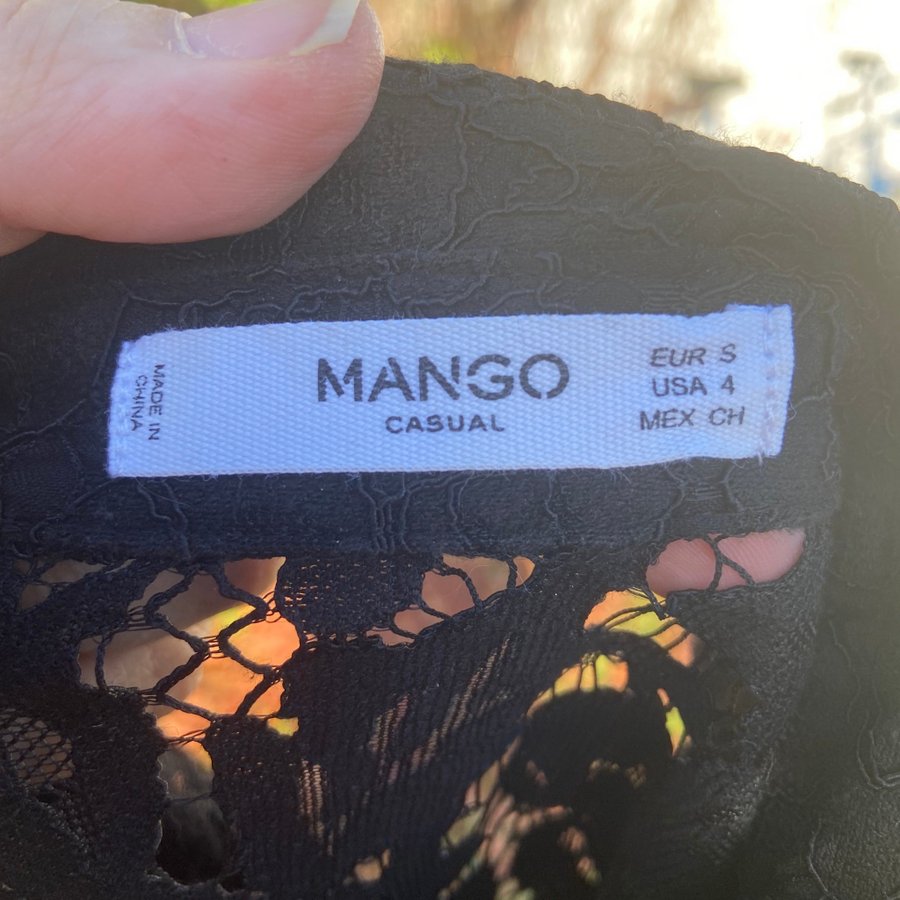 MADE IN
CHINA
MANGO
CASUAL
EUR S
USA 4
MEX CH